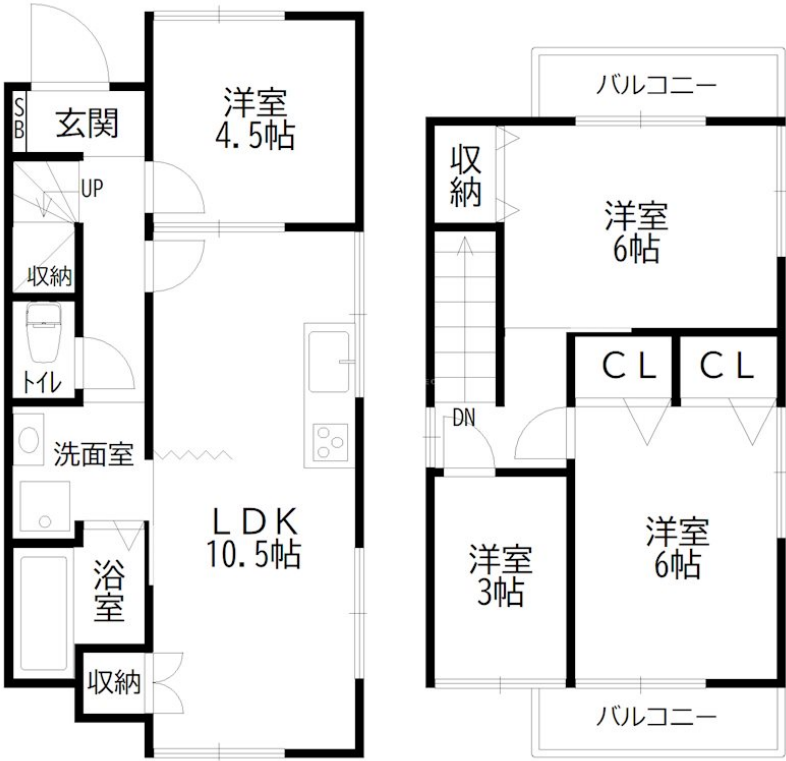 洋室
4.5帖
SB
玄関
UP
収納
トイレ
洗面室
LDK
10.5帖
浴室
収納
バルコニー
収納
洋室
6帖
CL
CL
DN
洋室
3帖
洋室
6帖
バルコニー